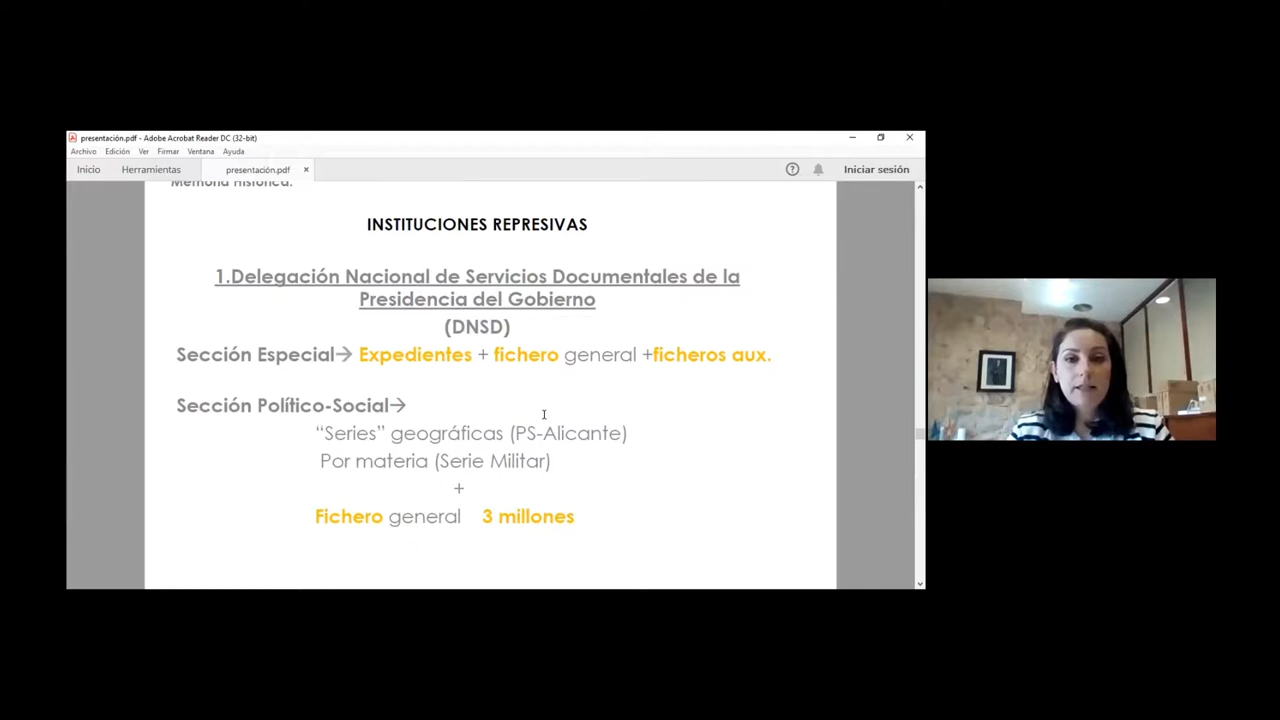 presentación.pdf - Adobe Acrobat Reader DC (32-bit)
Archivo Edición Ver Firmar Ventana Ayuda
Inicio Herramientas presentación.pdf × Iniciar sesión
Memoria Histórica.
INSTITUCIONES REPRESIVAS
1.Delegación Nacional de Servicios Documentales de la
Presidencia del Gobierno
(DNSD)
Sección Especial→ Expedientes + fichero general +ficheros aux.
Sección Político-Social→
“Series” geográficas (PS-Alicante)
Por materia (Serie Militar)
+
Fichero general 3 millones